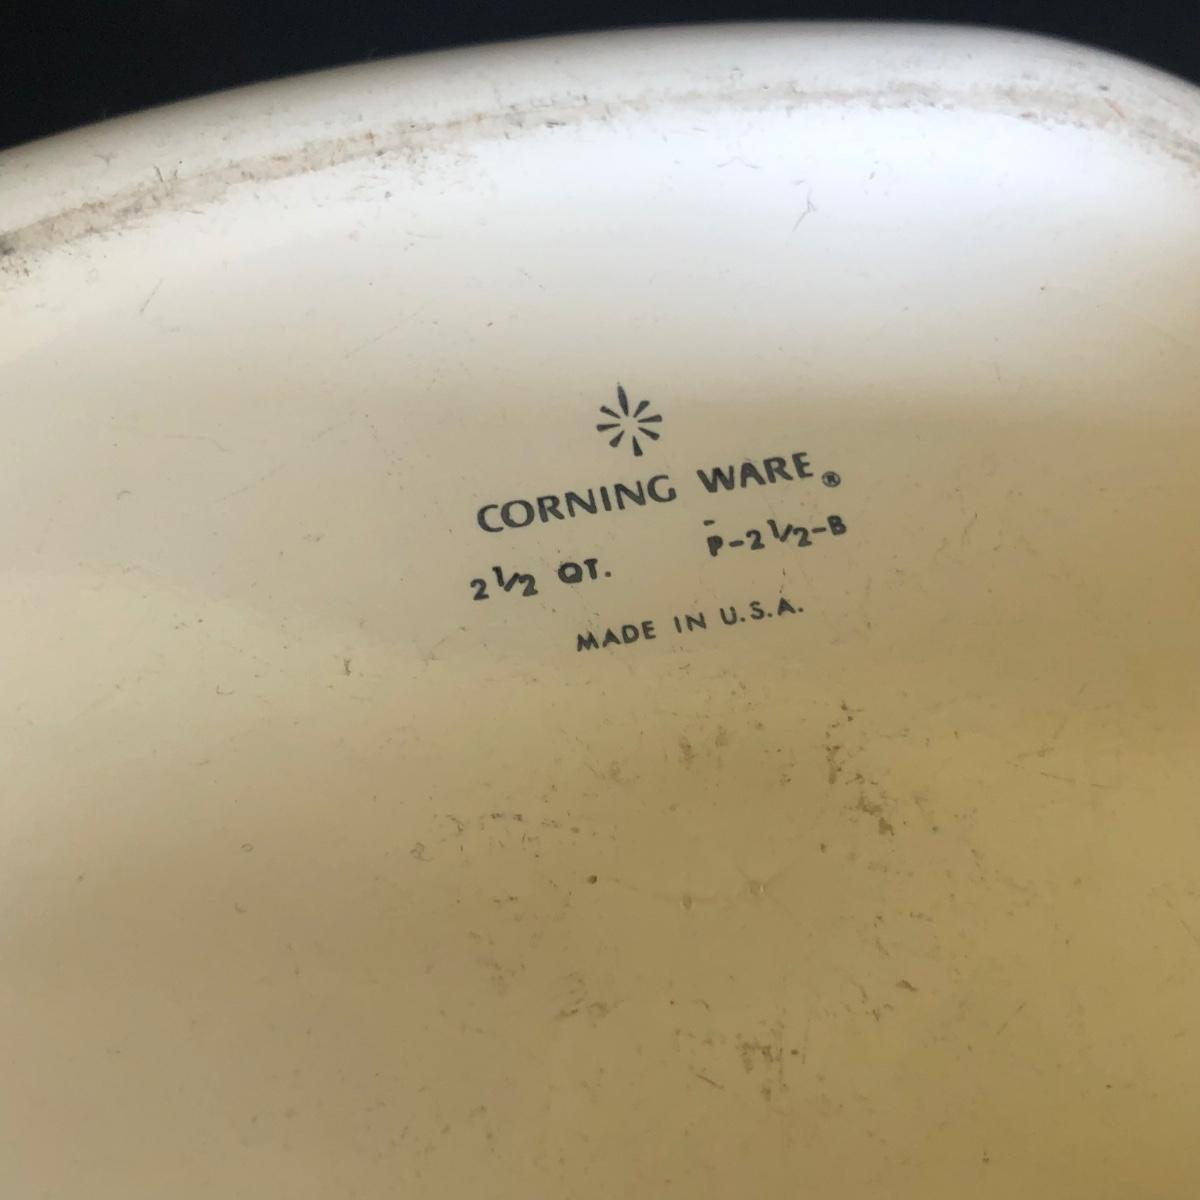 CORNING WARE®
2½ QT. P-2½-B
MADE IN U.S.A.